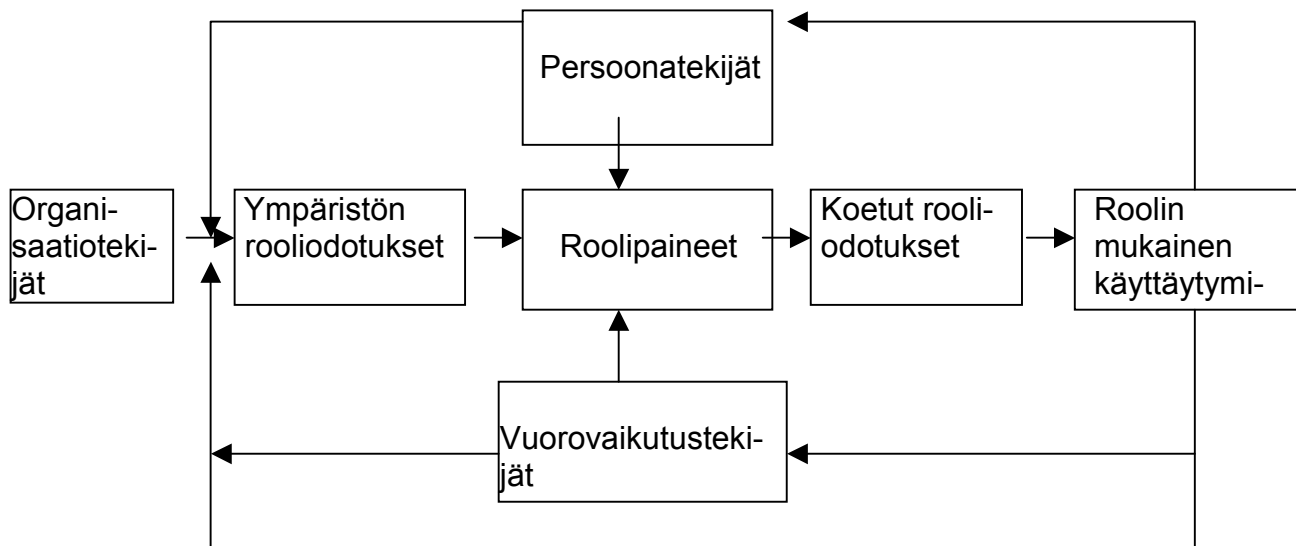 Persoonatekijät
Organi-
saatioteki-
jät
Ympäristön
rooliodotukset
Roolipaineet
Koetut rooli-
odotukset
Roolin
mukainen
käyttäytymi-
Vuorovaikutusteki-
jät